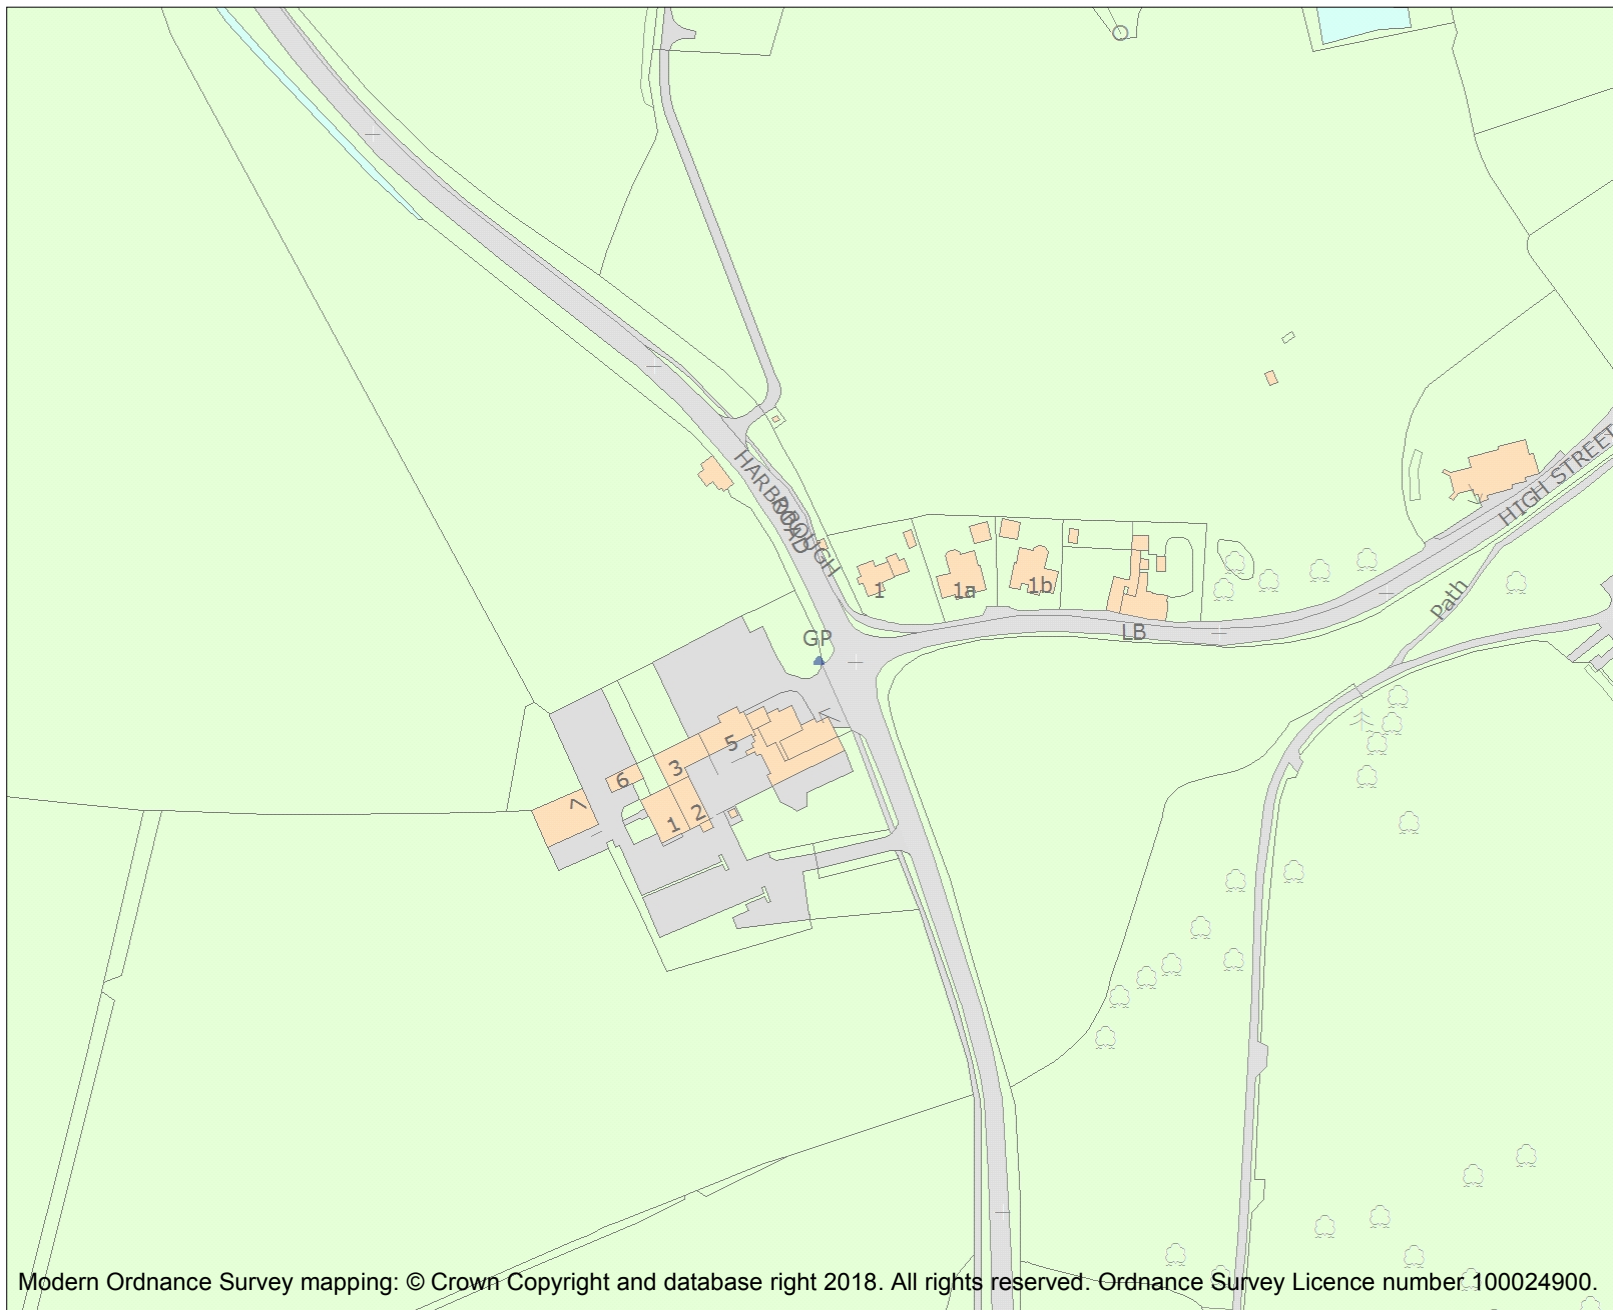 HARBOROUGH
ROAD
HIGH STREET
1
1a
1b
Path
LB
GP
5
3
6
7
2
1
Modern Ordnance Survey mapping: © Crown Copyright and database right 2018. All rights reserved. Ordnance Survey Licence number 100024900.